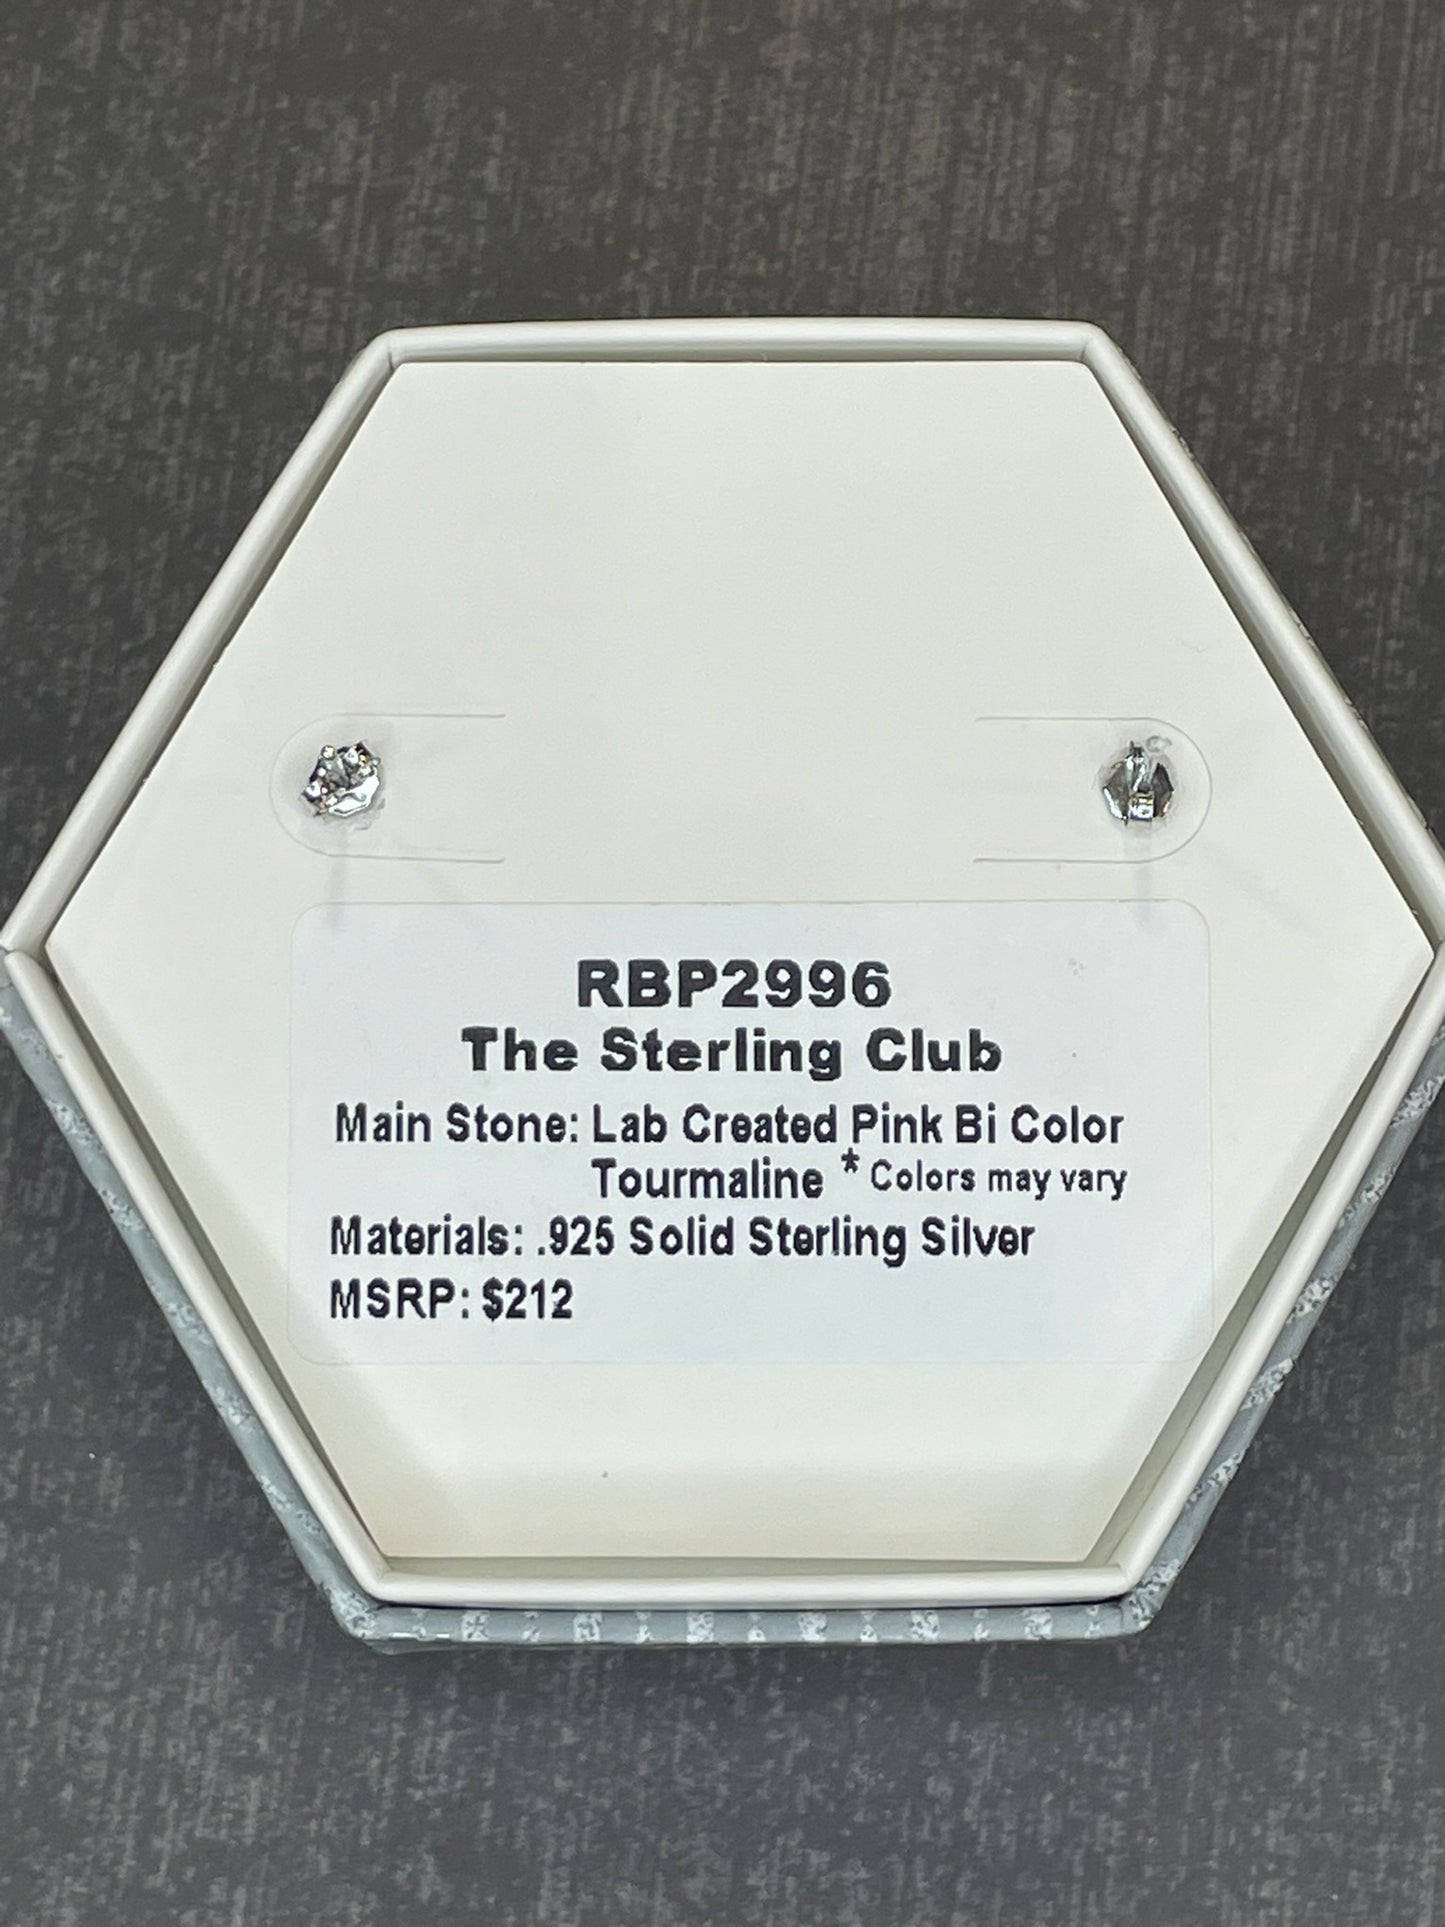 RBP2996
The Sterling Club
Main Stone: Lab Created Pink Bi Color
Tourmaline * Colors may vary
Materials: .925 Solid Sterling Silver
MSRP: $212